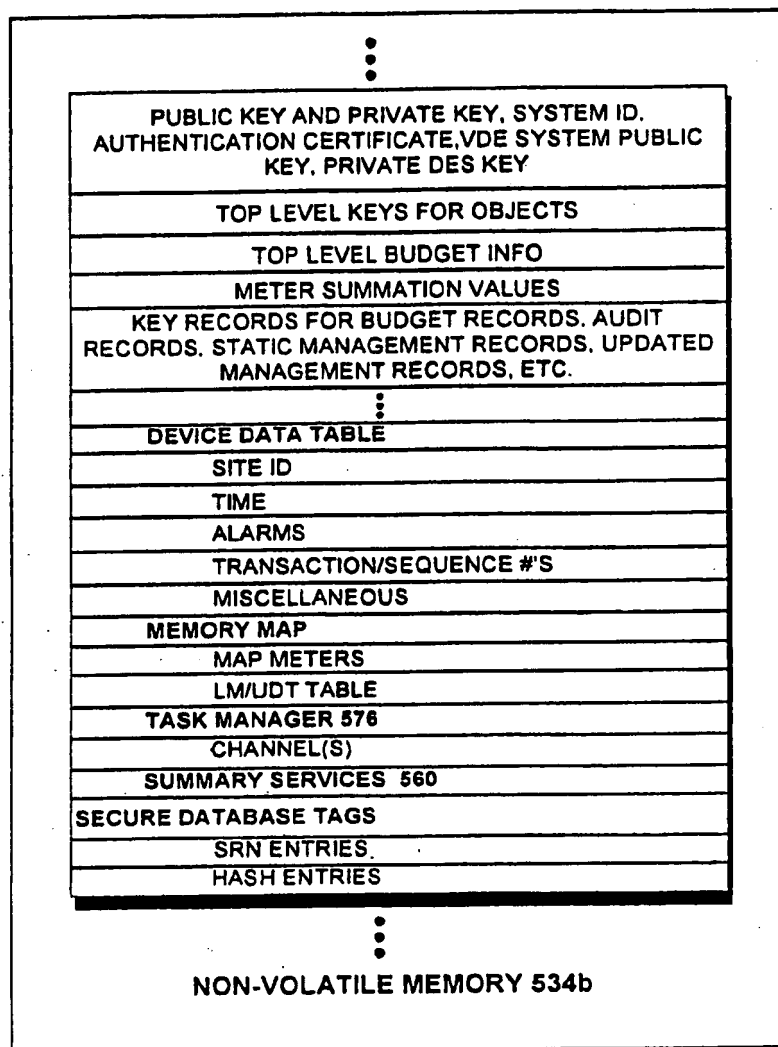 PUBLIC KEY AND PRIVATE KEY, SYSTEM ID.
AUTHENTICATION CERTIFICATE,VDE SYSTEM PUBLIC
KEY, PRIVATE DES KEY
TOP LEVEL KEYS FOR OBJECTS
TOP LEVEL BUDGET INFO
METER SUMMATION VALUES
KEY RECORDS FOR BUDGET RECORDS. AUDIT
RECORDS. STATIC MANAGEMENT RECORDS, UPDATED
MANAGEMENT RECORDS, ETC.
DEVICE DATA TABLE
SITE ID
TIME
ALARMS
TRANSACTION/SEQUENCE #'S
MISCELLANEOUS
MEMORY MAP
MAP METERS
LM/UDT TABLE
TASK MANAGER 576
CHANNEL(S)
SUMMARY SERVICES 560
SECURE DATABASE TAGS
SRN ENTRIES.
HASH ENTRIES
NON-VOLATILE MEMORY 534b